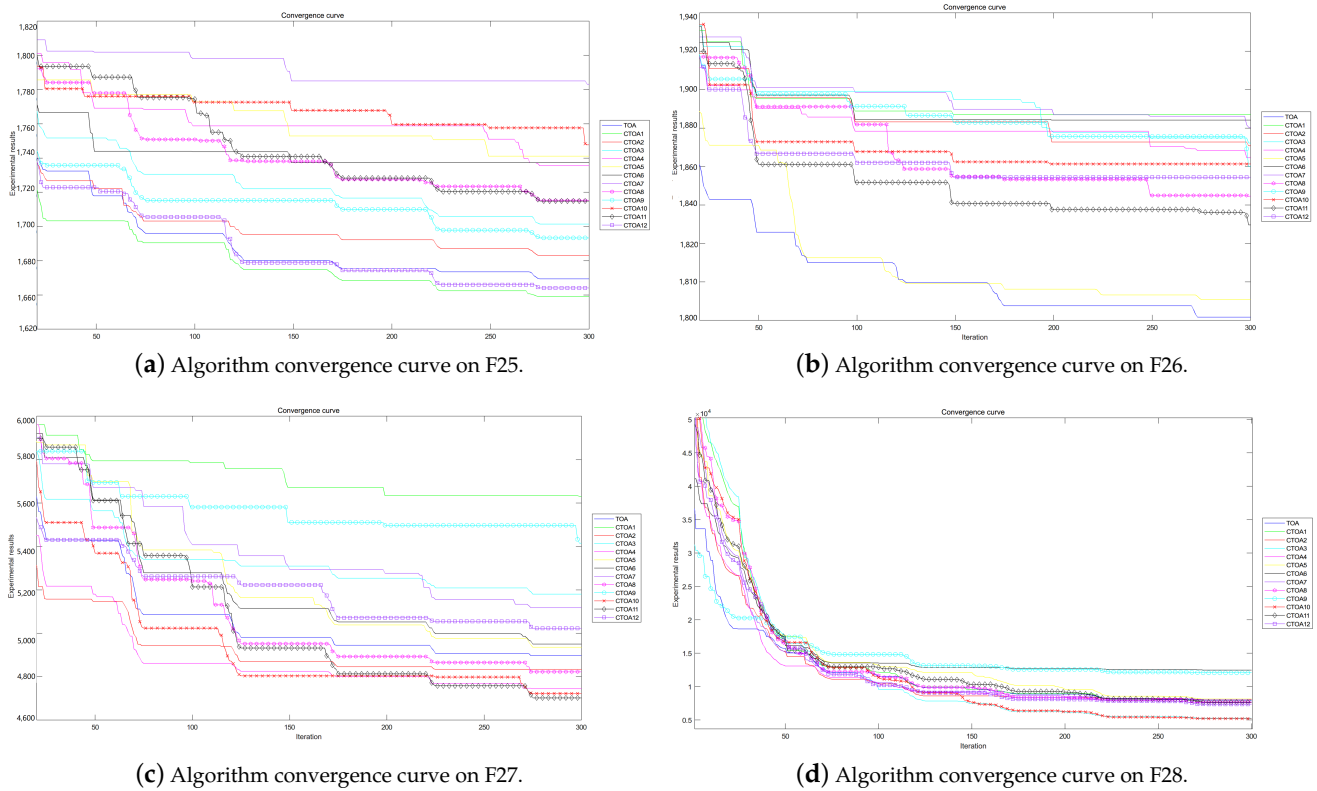 Convergence curve
1,820
1,800
1,780
1,760
1,740
1,720
1,700
1,680
1,660
1,620
Experimental results
50
100
150
200
250
300
TOA
CTOA1
CTOA2
CTOA3
CTOA4
CTOA5
CTOA6
CTOA7
CTOA8
CTOA9
CTOA10
CTOA11
CTOA12
(a) Algorithm convergence curve on F25.
Convergence curve
1,940
1,920
1,900
1,880
1,860
1,840
1,820
1,810
1,800
Experimental results
50
100
150
200
250
300
Iteration
TOA
CTOA1
CTOA2
CTOA3
CTOA4
CTOA5
CTOA6
CTOA7
CTOA8
CTOA9
CTOA10
CTOA11
CTOA12
(b) Algorithm convergence curve on F26.
Convergence curve
6,000
5,800
5,600
5,400
5,200
5,000
4,800
4,600
Experimental results
50
100
150
200
250
300
Iteration
TOA
CTOA1
CTOA2
CTOA3
CTOA4
CTOA5
CTOA6
CTOA7
CTOA8
CTOA9
CTOA10
CTOA11
CTOA12
(c) Algorithm convergence curve on F27.
Convergence curve
× 10⁴
5
4.5
4
3.5
3
2.5
2
1.5
1
0.5
Experimental results
50
100
150
200
250
300
Iteration
TOA
CTOA1
CTOA2
CTOA3
CTOA4
CTOA5
CTOA6
CTOA7
CTOA8
CTOA9
CTOA10
CTOA11
CTOA12
(d) Algorithm convergence curve on F28.